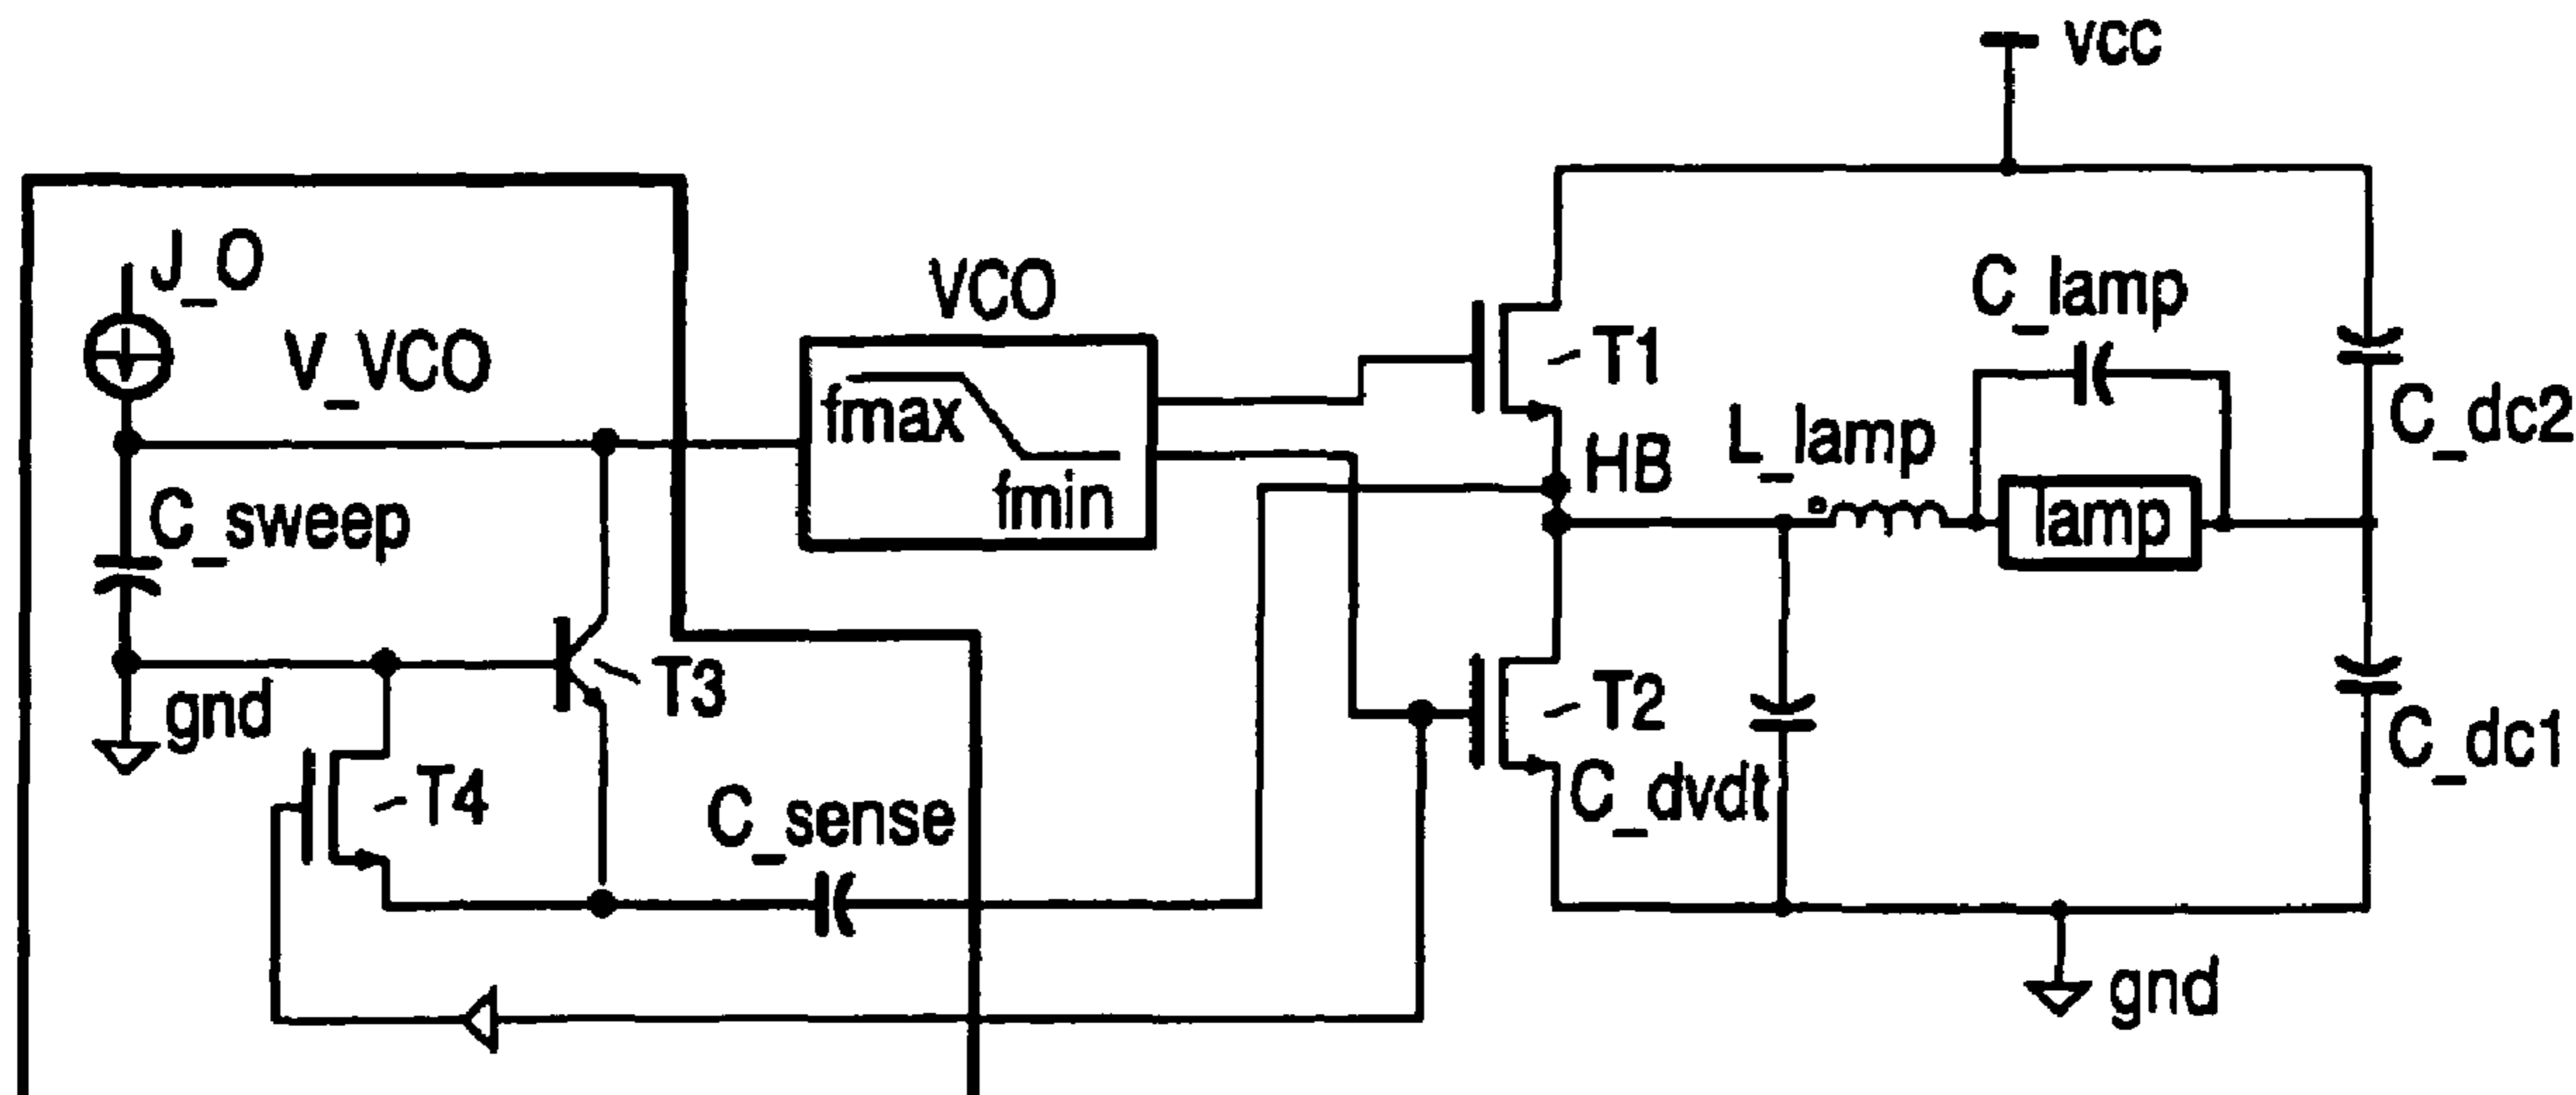 vcc
J_O
V_VCO
VCO
fmax
fmin
C_sweep
gnd
T3
T4
C_sense
T1
HB
T2
C_dvdt
L_lamp
C_lamp
lamp
C_dc2
C_dc1
gnd